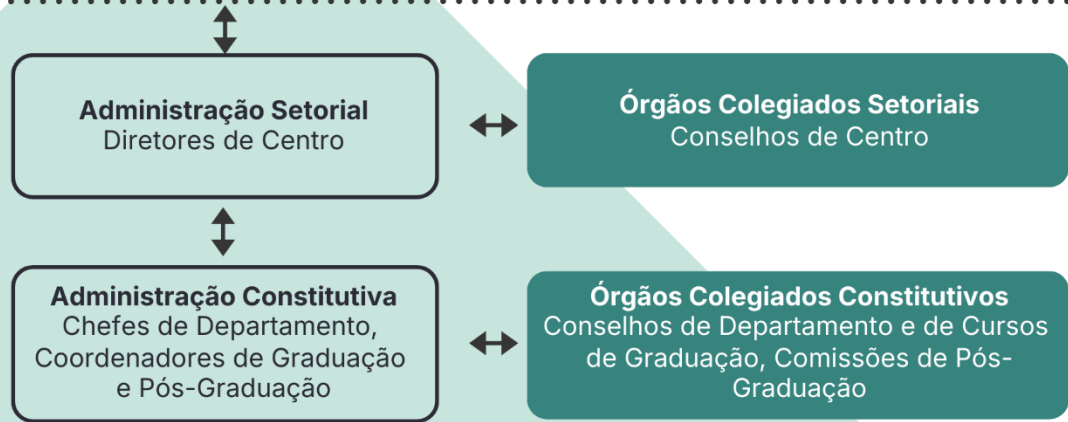 Administração Setorial
Diretores de Centro
Órgãos Colegiados Setoriais
Conselhos de Centro
Administração Constitutiva
Chefes de Departamento,
Coordenadores de Graduação
e Pós-Graduação
Órgãos Colegiados Constitutivos
Conselhos de Departamento e de Cursos
de Graduação, Comissões de Pós-
Graduação